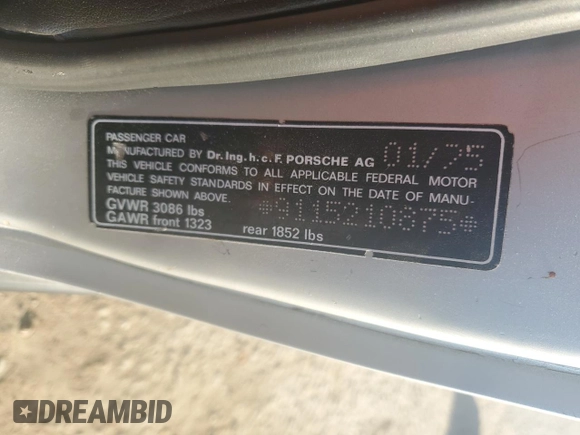 PASSENGER CAR
MANUFACTURED BY Dr. Ing. h. c. F. PORSCHE AG 01/75
THIS VEHICLE CONFORMS TO ALL APPLICABLE FEDERAL MOTOR
VEHICLE SAFETY STANDARDS IN EFFECT ON THE DATE OF MANU-
FACTURE SHOWN ABOVE. *9115210875*
GVWR 3086 lbs
GAWR front 1323 rear 1852 lbs
DREAMBID